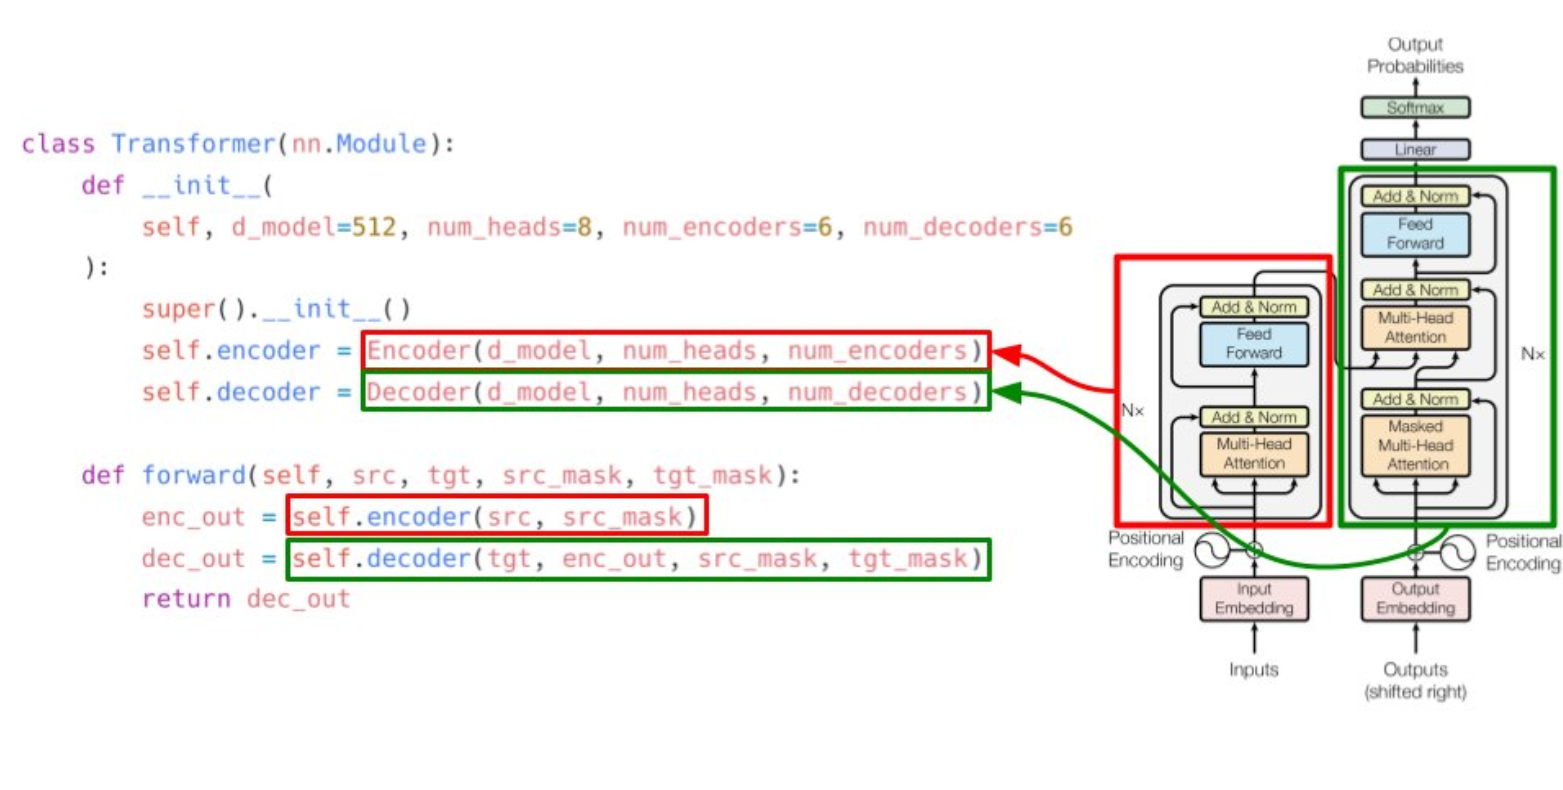 class Transformer(nn.Module):
    def __init__(
        self, d_model=512, num_heads=8, num_encoders=6, num_decoders=6
    ):
        super().__init__()
        self.encoder = Encoder(d_model, num_heads, num_encoders)
        self.decoder = Decoder(d_model, num_heads, num_decoders)
    def forward(self, src, tgt, src_mask, tgt_mask):
        enc_out = self.encoder(src, src_mask)
        dec_out = self.decoder(tgt, enc_out, src_mask, tgt_mask)
        return dec_out
Output
Probabilities
Softmax
Linear
Add & Norm
Feed
Forward
Add & Norm
Multi-Head
Attention
Nx
Add & Norm
Masked
Multi-Head
Attention
Add & Norm
Feed
Forward
Nx
Add & Norm
Multi-Head
Attention
Positional
Encoding
Positional
Encoding
Input
Embedding
Output
Embedding
Inputs
Outputs
(shifted right)